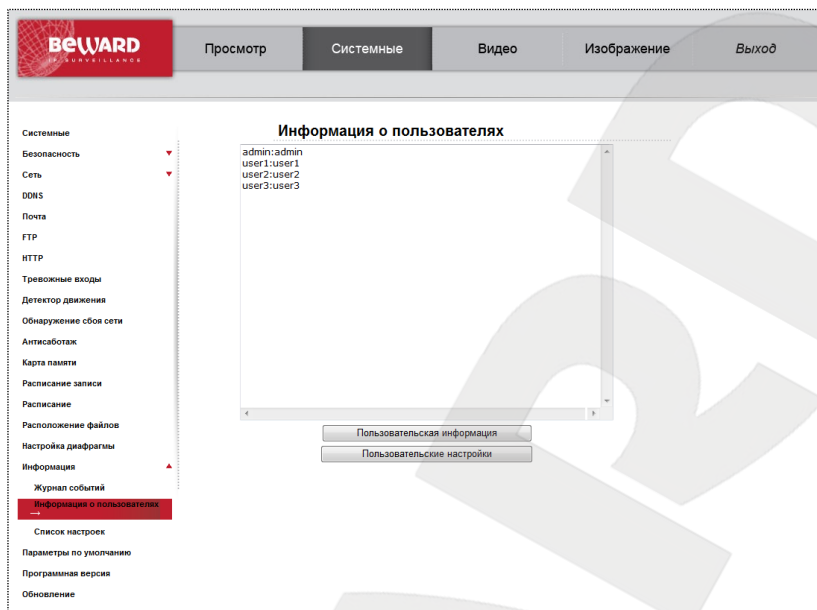 BEWARD
IP SURVEILLANCE
Просмотр
Системные
Видео
Изображение
Выход
Системные
Безопасность
Сеть
DDNS
Почта
FTP
HTTP
Тревожные входы
Детектор движения
Обнаружение сбоя сети
Антисаботаж
Карта памяти
Расписание записи
Расписание
Расположение файлов
Настройка диафрагмы
Информация
Журнал событий
Информация о пользователях
Список настроек
Параметры по умолчанию
Программная версия
Обновление
Информация о пользователях
admin:admin
user1:user1
user2:user2
user3:user3
Пользовательская информация
Пользовательские настройки